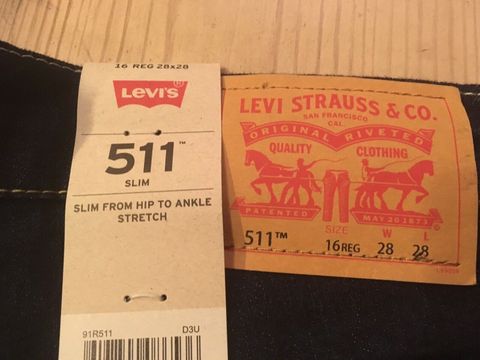 16 REG 28x28
LEVI'S
®
511™
SLIM
SLIM FROM HIP TO ANKLE
STRETCH
91R511 D3U
LEVI STRAUSS & CO.
SAN FRANCISCO
CAL.
ORIGINAL RIVETED
QUALITY CLOTHING
PATENTED MAY 20 1873
SIZE W L
511™ 16REG 28 28